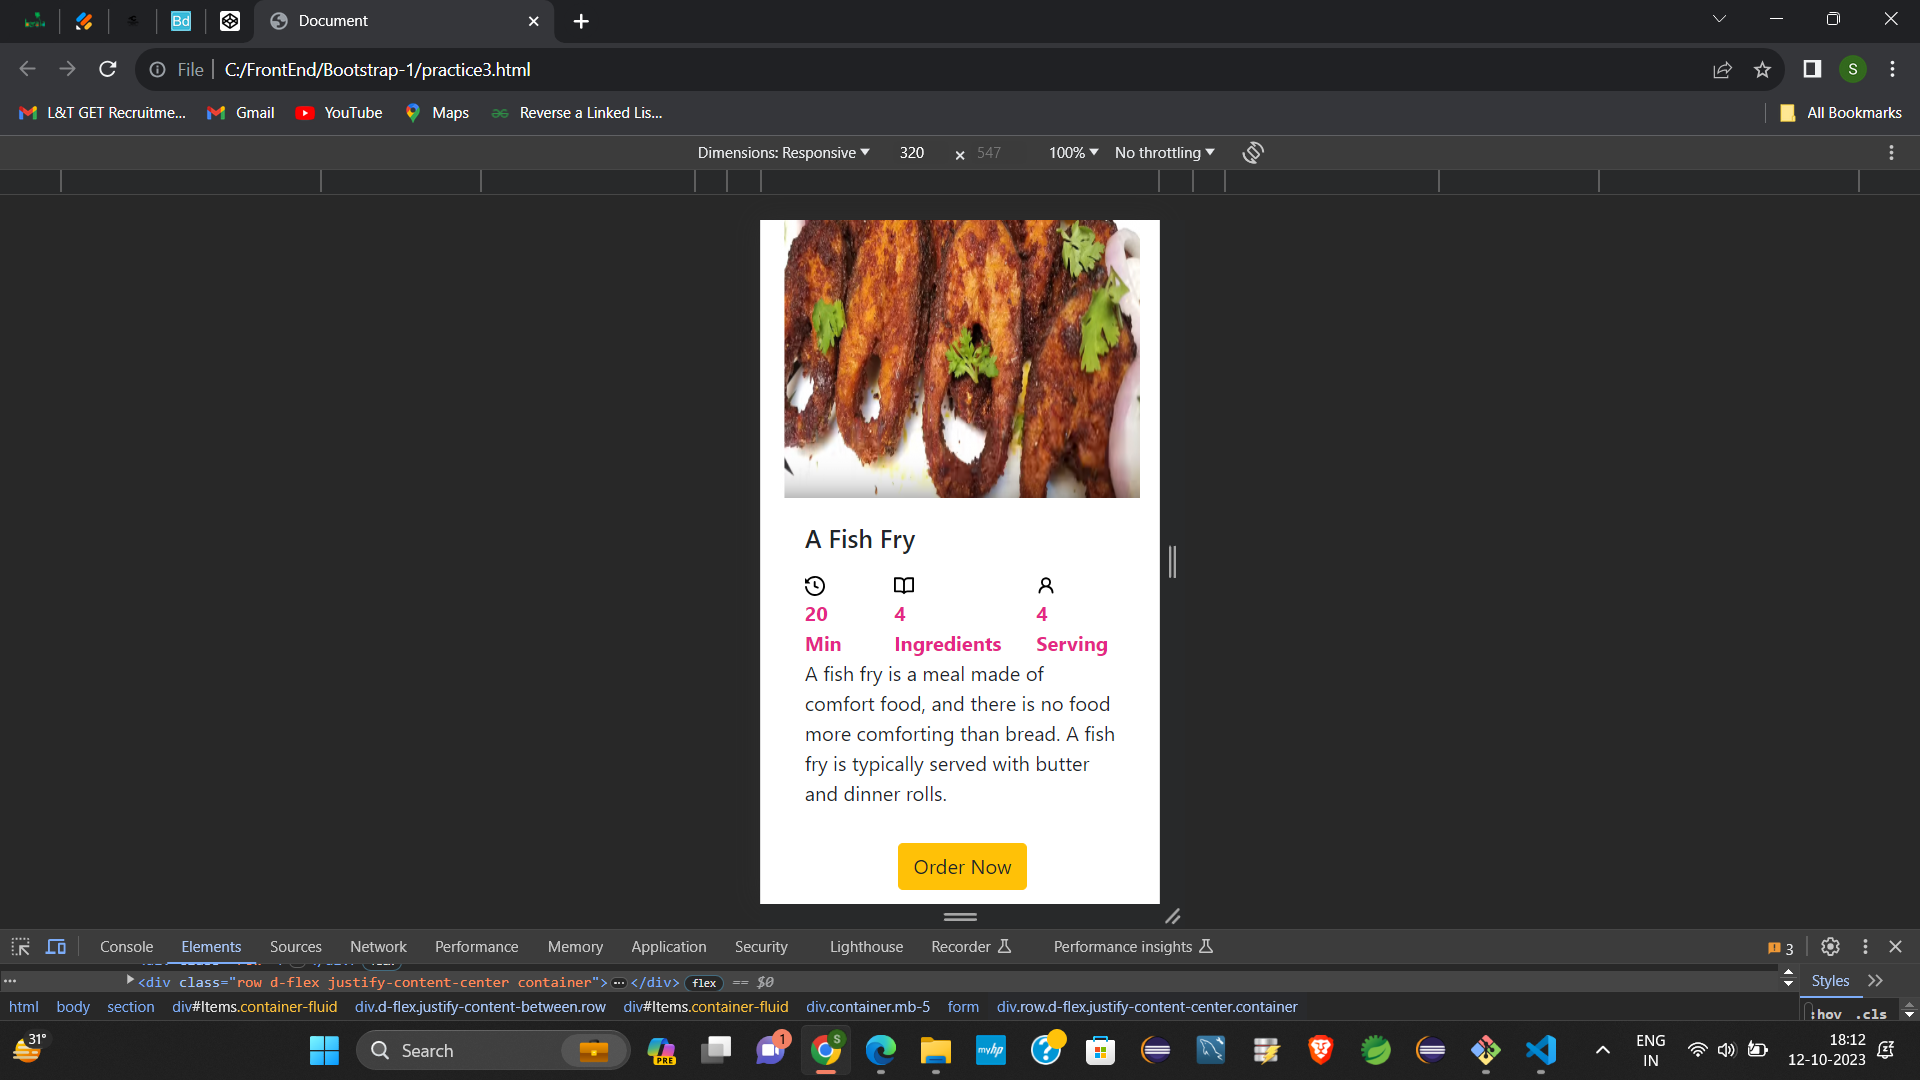 Bd
Document
File
C:/FrontEnd/Bootstrap-1/practice3.html
S
L&T GET Recruitme...
Gmail
YouTube
Maps
Reverse a Linked Lis...
All Bookmarks
Dimensions: Responsive
320
547
100%
No throttling
A Fish Fry
20 4 4
Min Ingredients Serving
A fish fry is a meal made of
comfort food, and there is no food
more comforting than bread. A fish
fry is typically served with butter
and dinner rolls.
Order Now
Console Elements Sources Network Performance Memory Application Security Lighthouse Recorder Performance insights
3
<div class="row d-flex justify-content-center container"> </div> flex == $0
Styles
html body section div#Items.container-fluid div.d-flex.justify-content-between.row div#Items.container-fluid div.container.mb-5 form div.row.d-flex.justify-content-center.container
:hov .cls
31°
Search
PRE
1
S
myhp
ENG
IN
18:12
12-10-2023